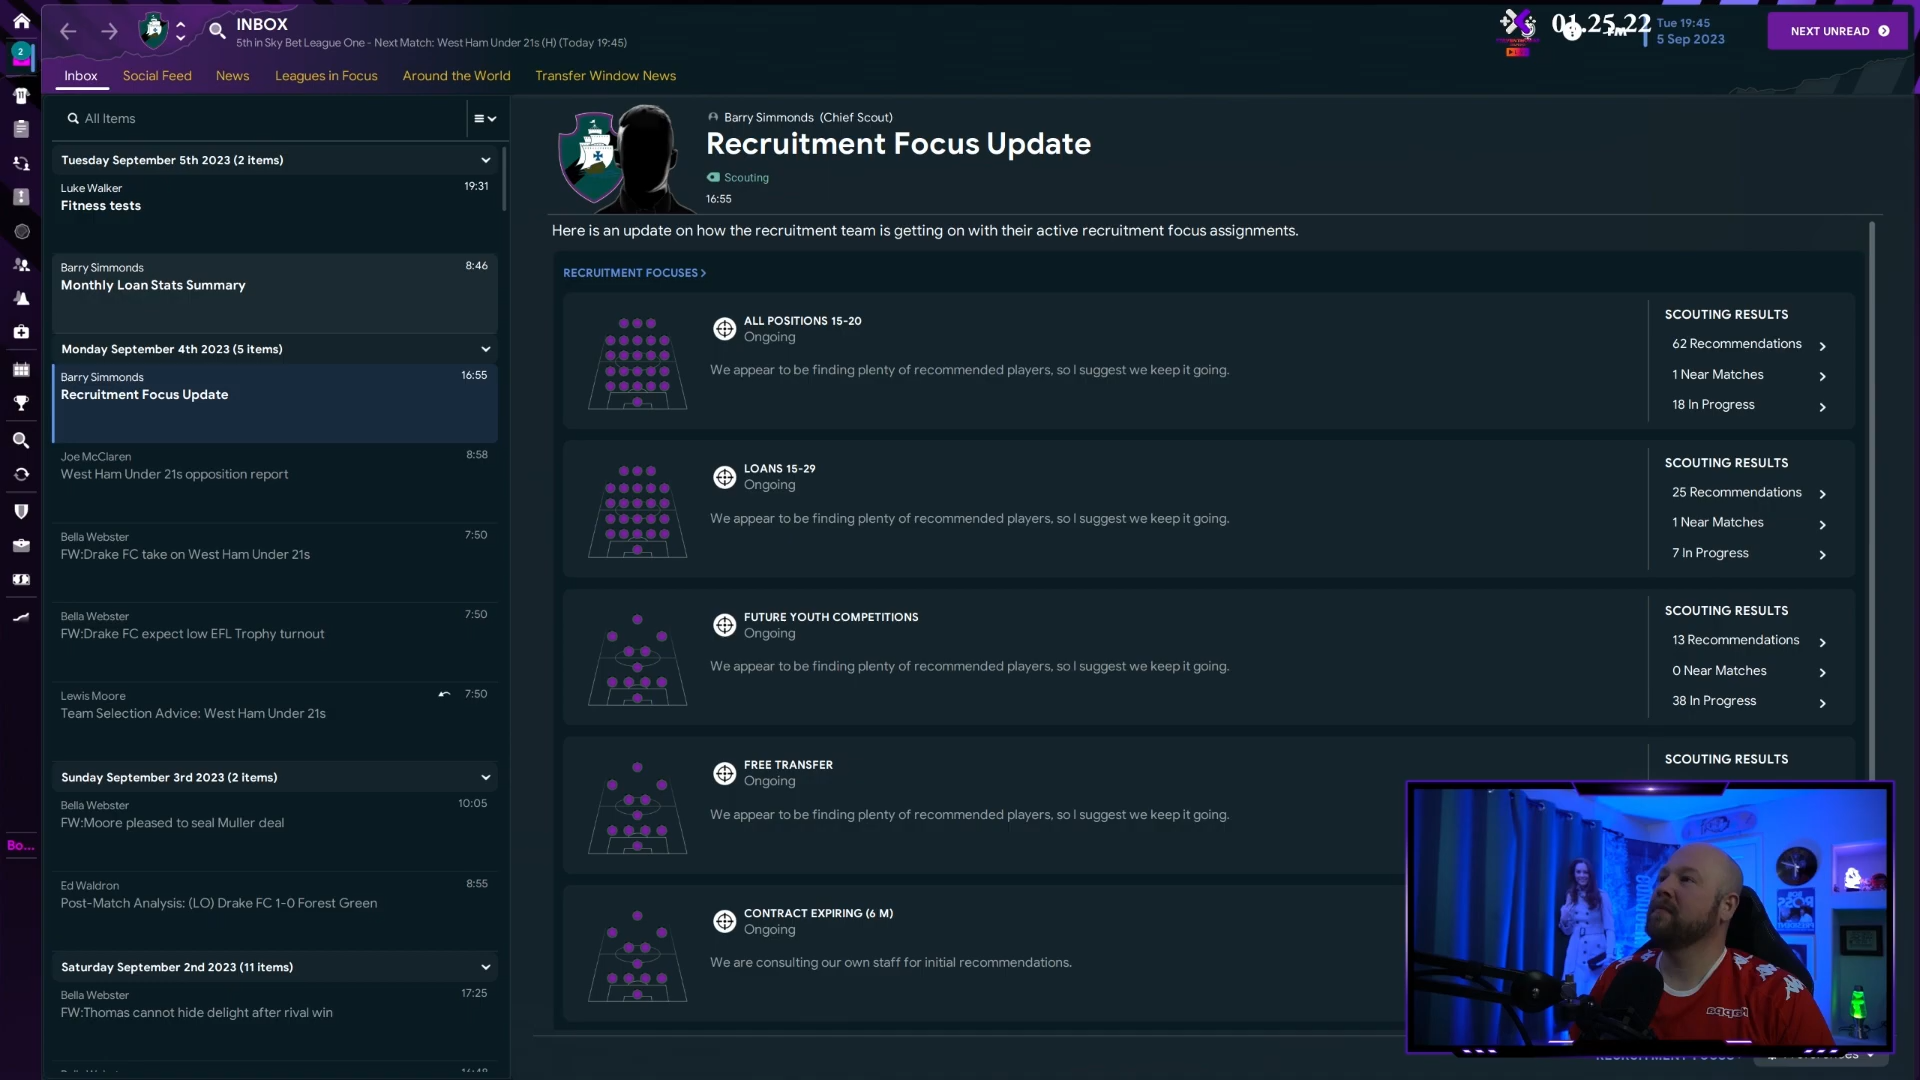 INBOX
5th in Sky Bet League One - Next Match: West Ham Under 21s (H) (Today 19:45)
01.25.22
Tue 19:45
5 Sep 2023
NEXT UNREAD
2
Inbox
Social Feed
News
Leagues in Focus
Around the World
Transfer Window News
All Items
Tuesday September 5th 2023 (2 items)
Luke Walker
19:31
Fitness tests
Barry Simmonds
8:46
Monthly Loan Stats Summary
Monday September 4th 2023 (5 items)
Barry Simmonds
16:55
Recruitment Focus Update
Joe McClaren
8:58
West Ham Under 21s opposition report
Bella Webster
7:50
FW:Drake FC take on West Ham Under 21s
Bella Webster
7:50
FW:Drake FC expect low EFL Trophy turnout
Lewis Moore
7:50
Team Selection Advice: West Ham Under 21s
Sunday September 3rd 2023 (2 items)
Bella Webster
10:05
FW:Moore pleased to seal Muller deal
Bo...
Ed Waldron
8:55
Post-Match Analysis: (LO) Drake FC 1-0 Forest Green
Saturday September 2nd 2023 (11 items)
Bella Webster
17:25
FW:Thomas cannot hide delight after rival win
Barry Simmonds (Chief Scout)
Recruitment Focus Update
Scouting
16:55
Here is an update on how the recruitment team is getting on with their active recruitment focus assignments.
RECRUITMENT FOCUSES >
ALL POSITIONS 15-20
Ongoing
We appear to be finding plenty of recommended players, so I suggest we keep it going.
SCOUTING RESULTS
62 Recommendations
1 Near Matches
18 In Progress
LOANS 15-29
Ongoing
We appear to be finding plenty of recommended players, so I suggest we keep it going.
SCOUTING RESULTS
25 Recommendations
1 Near Matches
7 In Progress
FUTURE YOUTH COMPETITIONS
Ongoing
We appear to be finding plenty of recommended players, so I suggest we keep it going.
SCOUTING RESULTS
13 Recommendations
0 Near Matches
38 In Progress
FREE TRANSFER
Ongoing
We appear to be finding plenty of recommended players, so I suggest we keep it going.
SCOUTING RESULTS
CONTRACT EXPIRING (6 M)
Ongoing
We are consulting our own staff for initial recommendations.